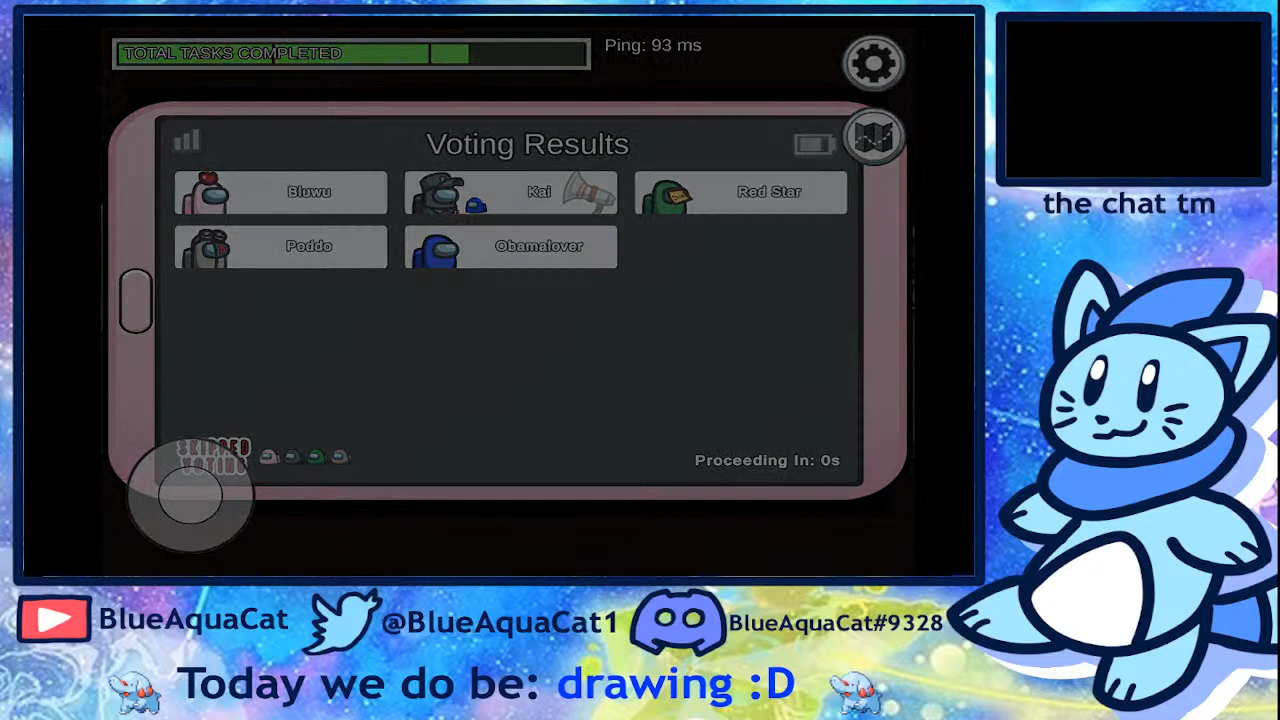 TOTAL TASKS COMPLETED
Ping: 93 ms
Voting Results
Bluwu
Kai
Red Star
Poddo
Obamalover
SKIPPED
VOTING
Proceeding In: 0s
the chat tm
BlueAquaCat
@BlueAquaCat1
BlueAquaCat#9328
Today we do be: drawing :D